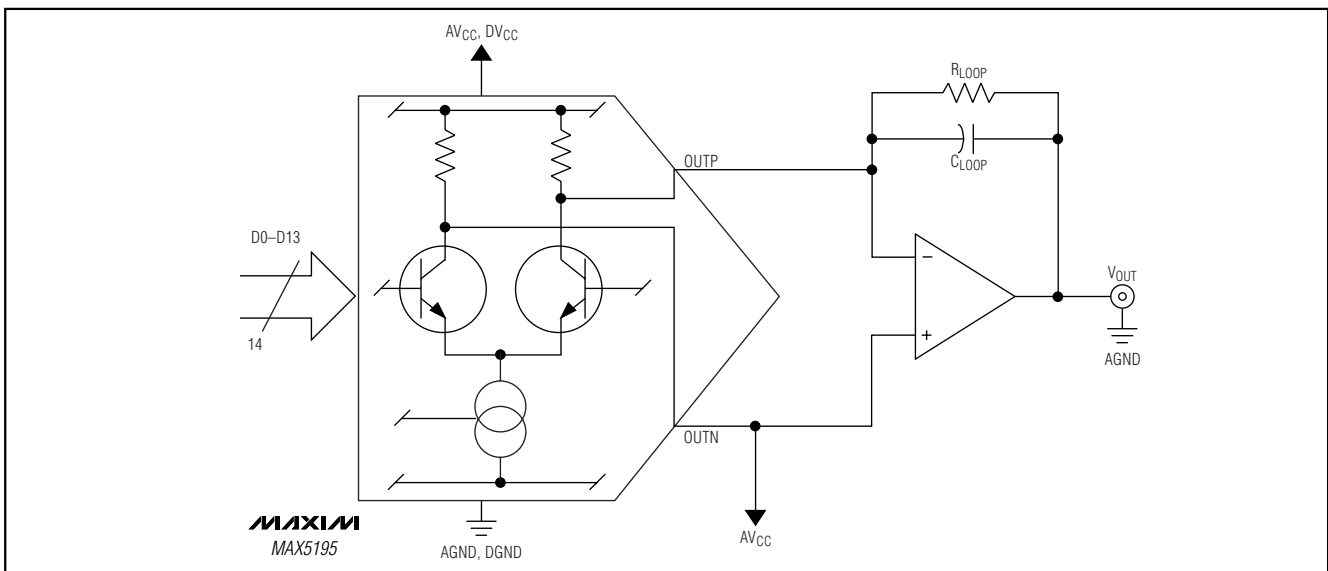 AVCC, DVCC
RLOOP
CLOOP
OUTP
D0–D13
14
−
+
VOUT
AGND
OUTN
AVCC
AGND, DGND
MAXIM
MAX5195